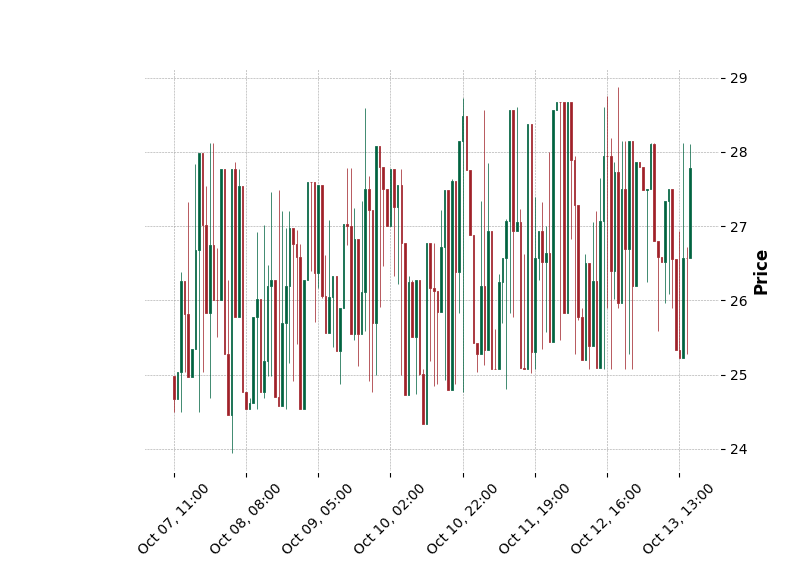 29
28
27
26
25
24
Price
Oct 07, 11:00
Oct 08, 08:00
Oct 09, 05:00
Oct 10, 02:00
Oct 10, 22:00
Oct 11, 19:00
Oct 12, 16:00
Oct 13, 13:00